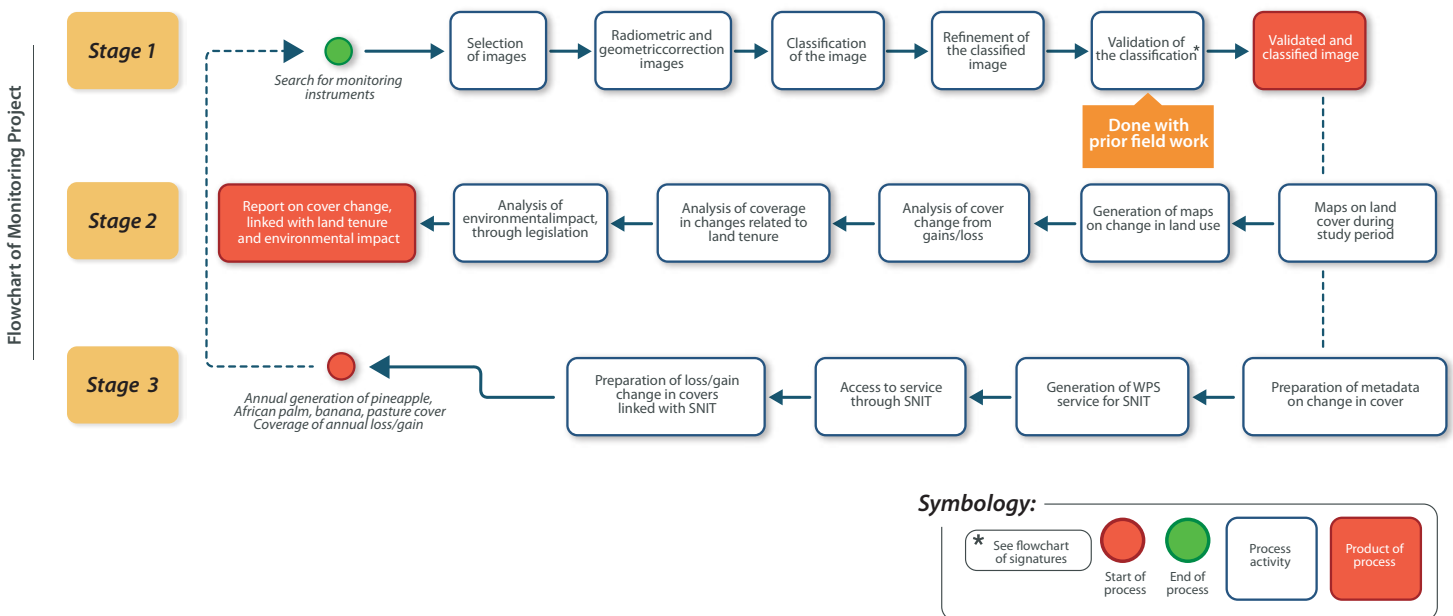 Flowchart of Monitoring Project
Stage 1
Search for monitoring
instruments
Selection
of images
Radiometric and
geometriccorrection
images
Classification
of the image
Refinement of
the classified
image
Validation of
the classification*
Validated and
classified image
Done with
prior field work
Stage 2
Report on cover change,
linked with land tenure
and environmental impact
Analysis of
environmentalimpact,
through legislation
Analysis of coverage
in changes related to
land tenure
Analysis of cover
change from
gains/loss
Generation of maps
on change in land use
Maps on land
cover during
study period
Stage 3
Annual generation of pineapple,
African palm, banana, pasture cover
Coverage of annual loss/gain
Preparation of loss/gain
change in covers
linked with SNIT
Access to service
through SNIT
Generation of WPS
service for SNIT
Preparation of metadata
on change in cover
Symbology:
* See flowchart
of signatures
Start of
process
End of
process
Process
activity
Product of
process